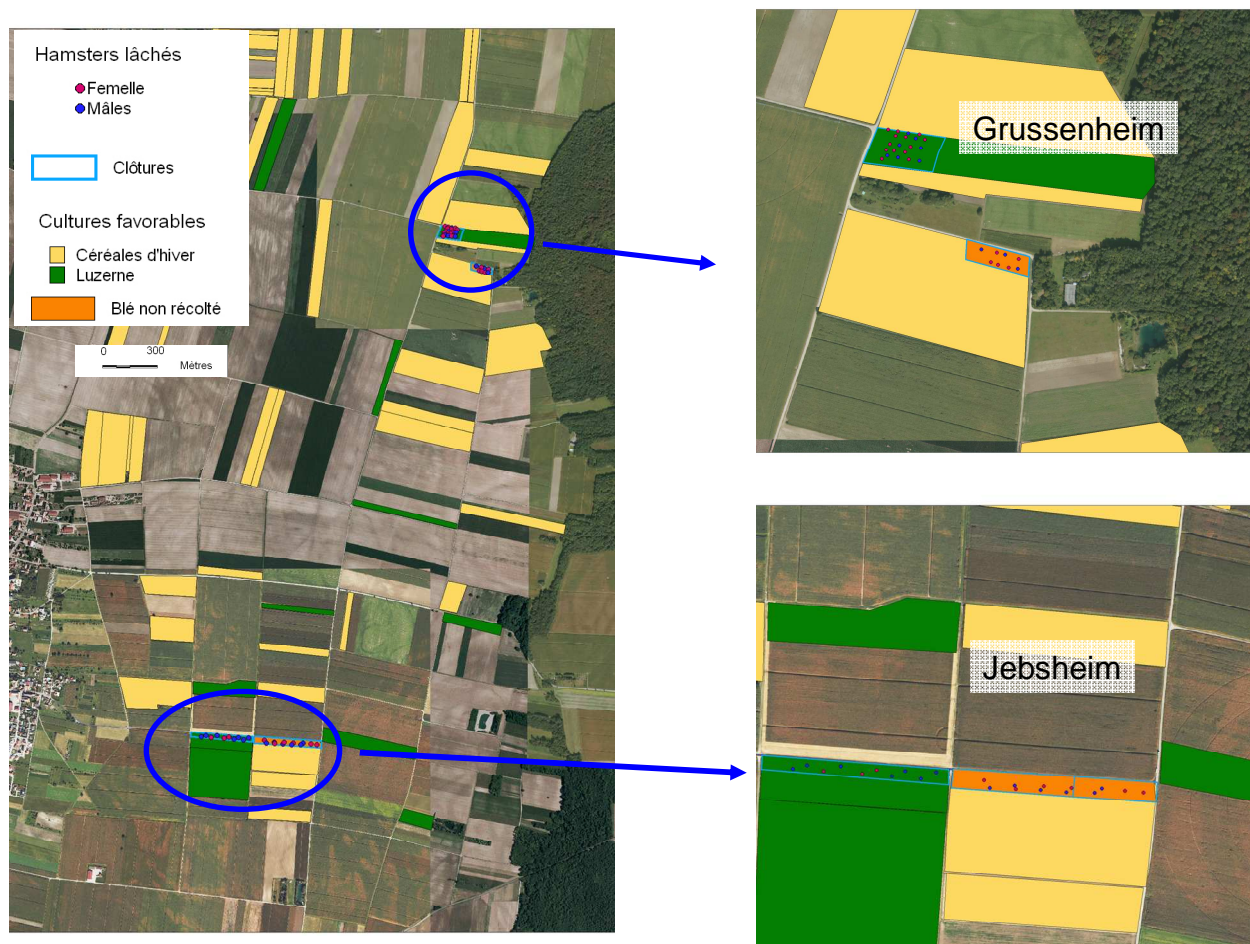 Hamsters lâchés
Femelle
Mâles
Clôtures
Cultures favorables
Céréales d'hiver
Luzerne
Blé non récolté
0 300
Mètres
Grussenheim
Jebsheim